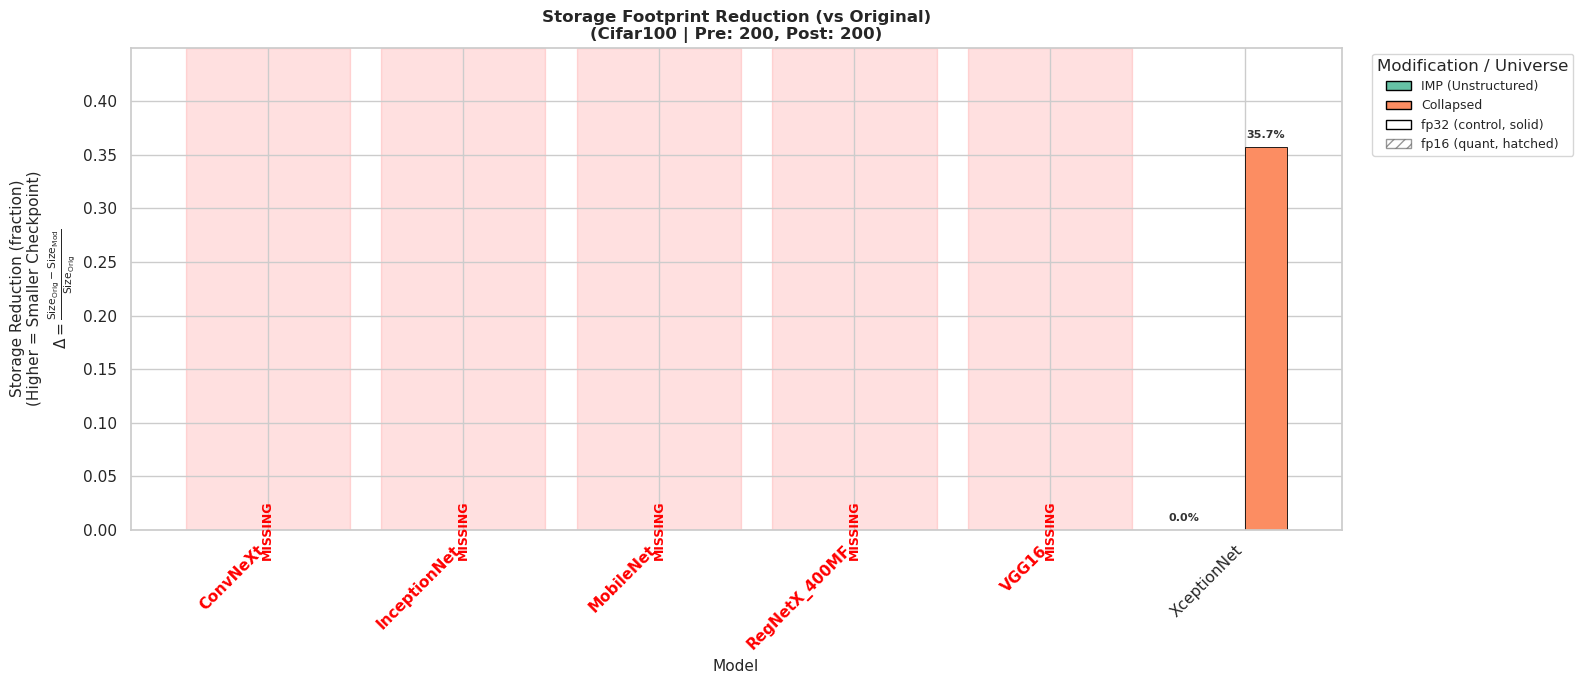 Storage Footprint Reduction (vs Original)
(Cifar100 | Pre: 200, Post: 200)
Storage Reduction (fraction)
(Higher = Smaller Checkpoint)
Δ = (Size_Orig − Size_Mod) / Size_Orig
0.40
0.35
0.30
0.25
0.20
0.15
0.10
0.05
0.00
MISSING
MISSING
MISSING
MISSING
MISSING
0.0%
35.7%
ConvNeXt
InceptionNet
MobileNet
RegNetX_400MF
VGG16
XceptionNet
Model
Modification / Universe
IMP (Unstructured)
Collapsed
fp32 (control, solid)
fp16 (quant, hatched)